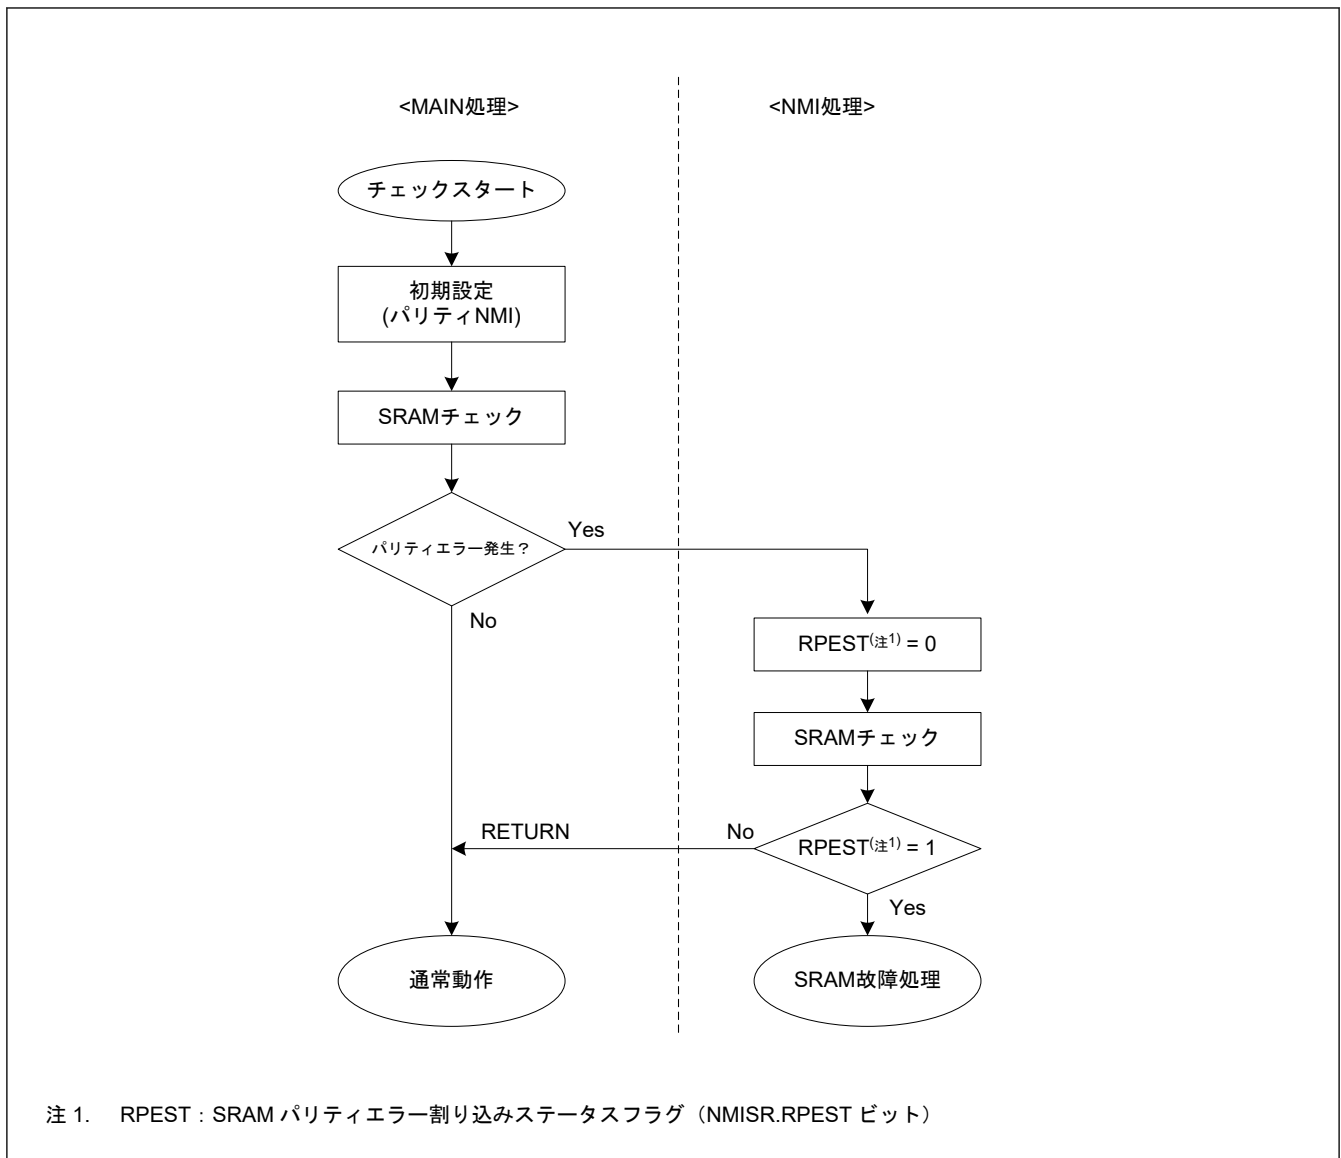 <MAIN処理>
<NMI処理>
チェックスタート
初期設定
(パリティNMI)
SRAMチェック
パリティエラー発生？
Yes
No
RPEST(注1) = 0
SRAMチェック
RPEST(注1) = 1
No
RETURN
Yes
通常動作
SRAM故障処理
注 1. RPEST：SRAM パリティエラー割り込みステータスフラグ（NMISR.RPEST ビット）